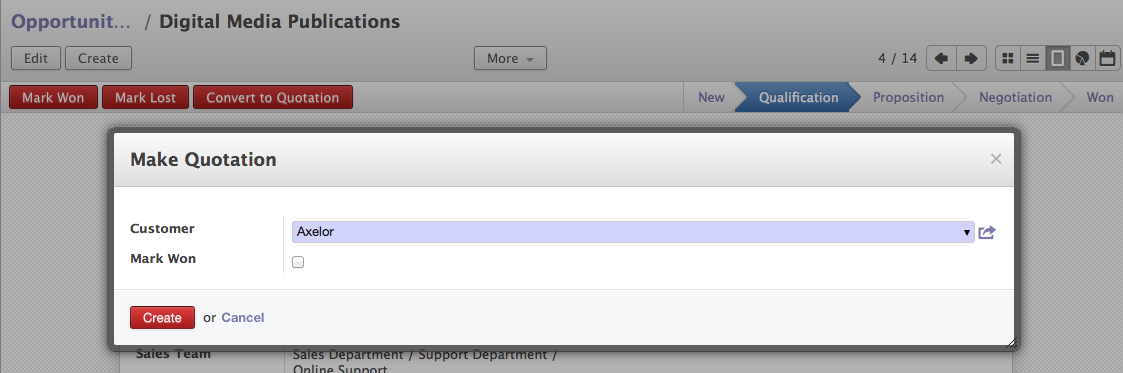 Opportunit... / Digital Media Publications
Edit Create More 4 / 14
Mark Won Mark Lost Convert to Quotation New Qualification Proposition Negotiation Won
Make Quotation
Customer Axelor
Mark Won
Create or Cancel
Sales Team Sales Department / Support Department /
Online Support